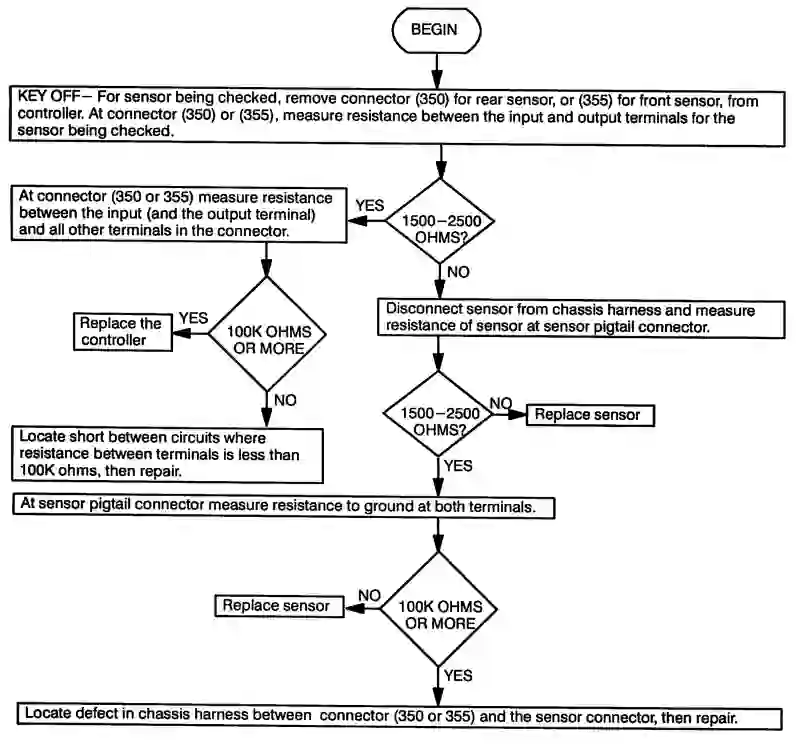 BEGIN
KEY OFF— For sensor being checked, remove connector (350) for rear sensor, or (355) for front sensor, from
controller. At connector (350) or (355), measure resistance between the input and output terminals for the
sensor being checked.
At connector (350 or 355) measure resistance
between the input (and the output terminal)
and all other terminals in the connector.
YES
1500–2500
OHMS?
NO
Disconnect sensor from chassis harness and measure
resistance of sensor at sensor pigtail connector.
Replace the
controller
YES
100K OHMS
OR MORE
NO
Locate short between circuits where
resistance between terminals is less than
100K ohms, then repair.
1500–2500
OHMS?
NO
Replace sensor
YES
At sensor pigtail connector measure resistance to ground at both terminals.
Replace sensor
NO
100K OHMS
OR MORE
YES
Locate defect in chassis harness between connector (350 or 355) and the sensor connector, then repair.